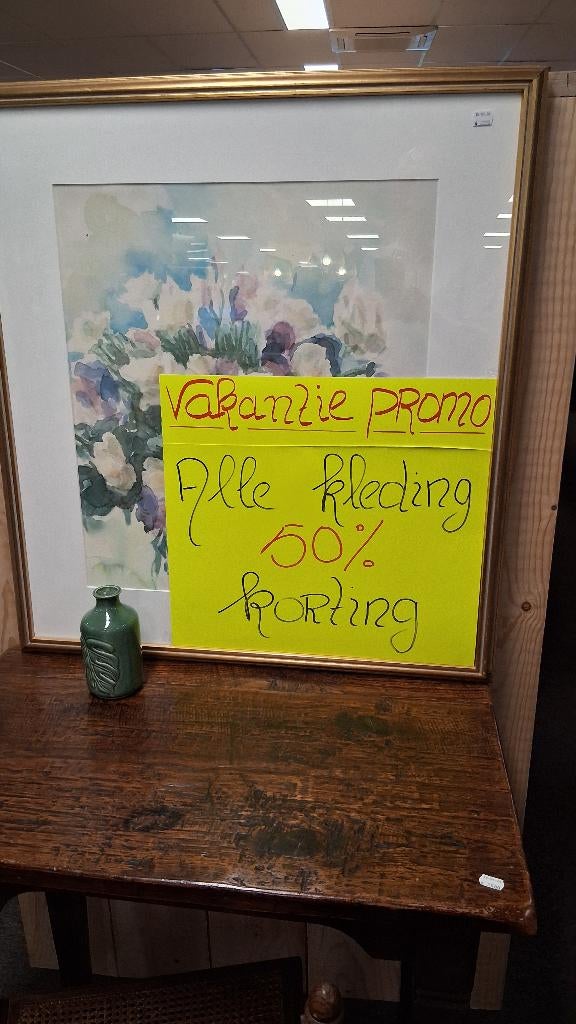 Vakantie PROMO
Alle kleding
50%
korting